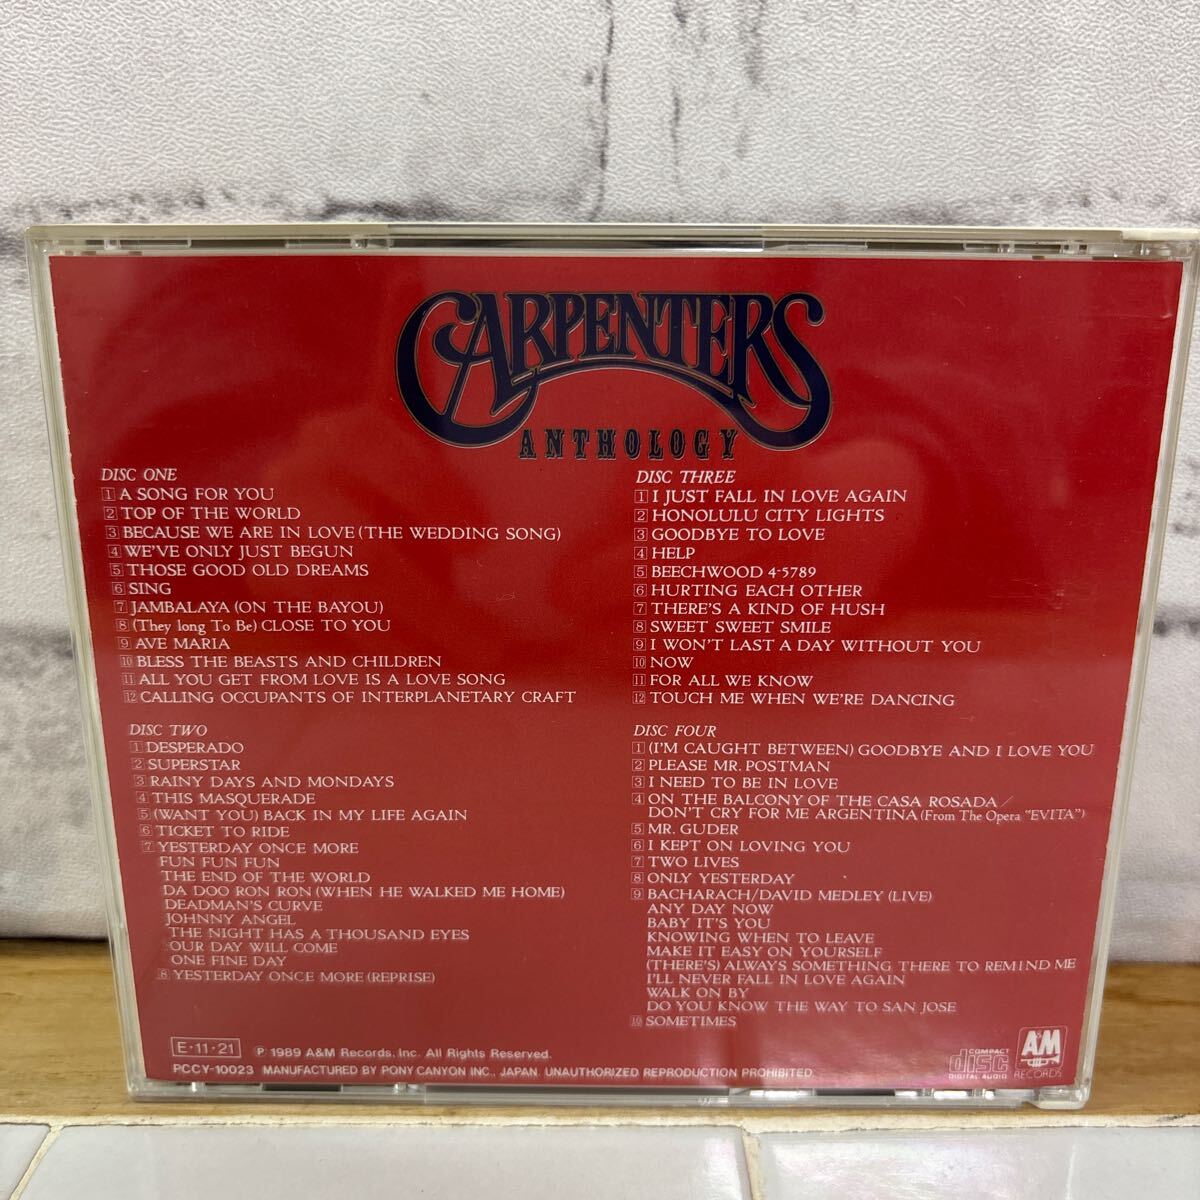 CARPENTERS
ANTHOLOGY
DISC ONE
1 A SONG FOR YOU
2 TOP OF THE WORLD
3 BECAUSE WE ARE IN LOVE (THE WEDDING SONG)
4 WE'VE ONLY JUST BEGUN
5 THOSE GOOD OLD DREAMS
6 SING
7 JAMBALAYA (ON THE BAYOU)
8 (They long To Be) CLOSE TO YOU
9 AVE MARIA
10 BLESS THE BEASTS AND CHILDREN
11 ALL YOU GET FROM LOVE IS A LOVE SONG
12 CALLING OCCUPANTS OF INTERPLANETARY CRAFT
DISC TWO
1 DESPERADO
2 SUPERSTAR
3 RAINY DAYS AND MONDAYS
4 THIS MASQUERADE
5 (WANT YOU) BACK IN MY LIFE AGAIN
6 TICKET TO RIDE
7 YESTERDAY ONCE MORE
FUN FUN FUN
THE END OF THE WORLD
DA DOO RON RON (WHEN HE WALKED ME HOME)
DEADMAN'S CURVE
JOHNNY ANGEL
THE NIGHT HAS A THOUSAND EYES
OUR DAY WILL COME
ONE FINE DAY
8 YESTERDAY ONCE MORE (REPRISE)
DISC THREE
1 I JUST FALL IN LOVE AGAIN
2 HONOLULU CITY LIGHTS
3 GOODBYE TO LOVE
4 HELP
5 BEECHWOOD 4-5789
6 HURTING EACH OTHER
7 THERE'S A KIND OF HUSH
8 SWEET SWEET SMILE
9 I WON'T LAST A DAY WITHOUT YOU
10 NOW
11 FOR ALL WE KNOW
12 TOUCH ME WHEN WE'RE DANCING
DISC FOUR
1 (I'M CAUGHT BETWEEN) GOODBYE AND I LOVE YOU
2 PLEASE MR. POSTMAN
3 I NEED TO BE IN LOVE
4 ON THE BALCONY OF THE CASA ROSADA/
DON'T CRY FOR ME ARGENTINA (From The Opera "EVITA")
5 MR. GUDER
6 I KEPT ON LOVING YOU
7 TWO LIVES
8 ONLY YESTERDAY
9 BACHARACH/DAVID MEDLEY (LIVE)
ANY DAY NOW
BABY IT'S YOU
KNOWING WHEN TO LEAVE
MAKE IT EASY ON YOURSELF
(THERE'S) ALWAYS SOMETHING THERE TO REMIND ME
I'LL NEVER FALL IN LOVE AGAIN
WALK ON BY
DO YOU KNOW THE WAY TO SAN JOSE
10 SOMETIMES
E·11·21 ℗ 1989 A&M Records, Inc. All Rights Reserved.
PCCY-10023 MANUFACTURED BY PONY CANYON INC., JAPAN. UNAUTHORIZED REPRODUCTION PROHIBITED.
COMPACT
disc
DIGITAL AUDIO
A&M
RECORDS